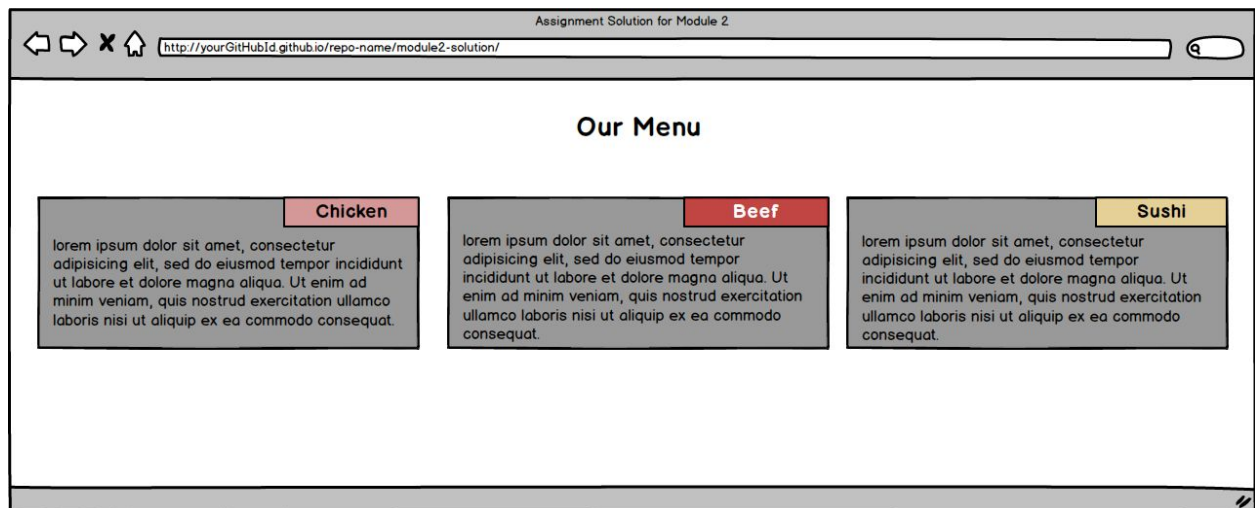 Assignment Solution for Module 2
http://yourGitHubId.github.io/repo-name/module2-solution/
Our Menu
Chicken
lorem ipsum dolor sit amet, consectetur
adipisicing elit, sed do eiusmod tempor incididunt
ut labore et dolore magna aliqua. Ut enim ad
minim veniam, quis nostrud exercitation ullamco
laboris nisi ut aliquip ex ea commodo consequat.
Beef
lorem ipsum dolor sit amet, consectetur
adipisicing elit, sed do eiusmod tempor
incididunt ut labore et dolore magna aliqua. Ut
enim ad minim veniam, quis nostrud exercitation
ullamco laboris nisi ut aliquip ex ea commodo
consequat.
Sushi
lorem ipsum dolor sit amet, consectetur
adipisicing elit, sed do eiusmod tempor
incididunt ut labore et dolore magna aliqua. Ut
enim ad minim veniam, quis nostrud exercitation
ullamco laboris nisi ut aliquip ex ea commodo
consequat.